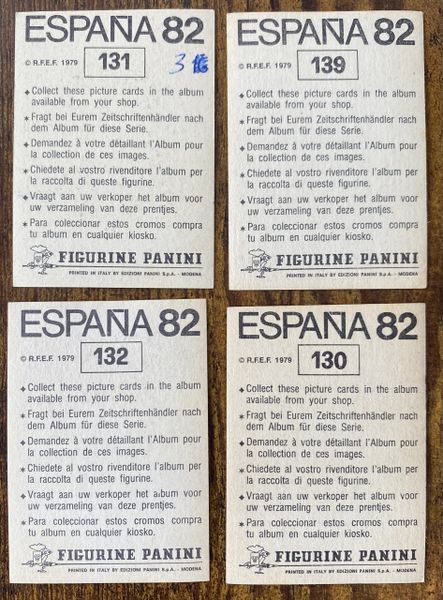 ESPAÑA 82
© R.F.E.F. 1979
131
3
Collect these picture cards in the album
available from your shop.
Fragt bei Eurem Zeitschriftenhändler nach
dem Album für diese Serie.
Demandez à votre détaillant l'Album pour
la collection de ces images.
Chiedete al vostro rivenditore l'album per
la raccolta di queste figurine.
Vraagt aan uw verkoper het album voor
uw verzameling van deze prentjes.
Para coleccionar estos cromos compra
tu album en cualquier kiosko.
FIGURINE PANINI
PRINTED IN ITALY BY EDIZIONI PANINI S.p.A. - MODENA
ESPAÑA 82
© R.F.E.F. 1979
139
Collect these picture cards in the album
available from your shop.
Fragt bei Eurem Zeitschriftenhändler nach
dem Album für diese Serie.
Demandez à votre détaillant l'Album pour
la collection de ces images.
Chiedete al vostro rivenditore l'album per
la raccolta di queste figurine.
Vraagt aan uw verkoper het album voor
uw verzameling van deze prentjes.
Para coleccionar estos cromos compra
tu album en cualquier kiosko.
FIGURINE PANINI
PRINTED IN ITALY BY EDIZIONI PANINI S.p.A. - MODENA
ESPAÑA 82
© R.F.E.F. 1979
132
Collect these picture cards in the album
available from your shop.
Fragt bei Eurem Zeitschriftenhändler nach
dem Album für diese Serie.
Demandez à votre détaillant l'Album pour
la collection de ces images.
Chiedete al vostro rivenditore l'album per
la raccolta di queste figurine.
Vraagt aan uw verkoper het album voor
uw verzameling van deze prentjes.
Para coleccionar estos cromos compra
tu album en cualquier kiosko.
FIGURINE PANINI
PRINTED IN ITALY BY EDIZIONI PANINI S.p.A. - MODENA
ESPAÑA 82
© R.F.E.F. 1979
130
Collect these picture cards in the album
available from your shop.
Fragt bei Eurem Zeitschriftenhändler nach
dem Album für diese Serie.
Demandez à votre détaillant l'Album pour
la collection de ces images.
Chiedete al vostro rivenditore l'album per
la raccolta di queste figurine.
Vraagt aan uw verkoper het album voor
uw verzameling van deze prentjes.
Para coleccionar estos cromos compra
tu album en cualquier kiosko.
FIGURINE PANINI
PRINTED IN ITALY BY EDIZIONI PANINI S.p.A. - MODENA